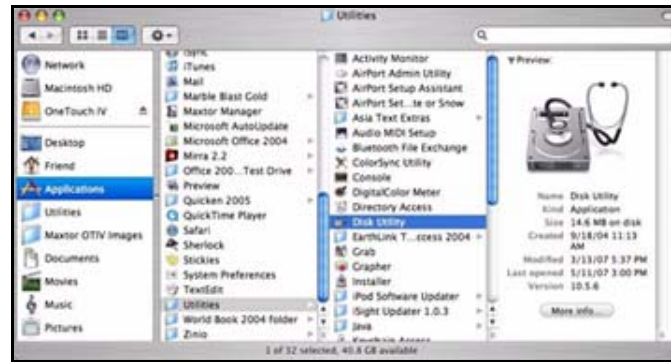 Utilities
Network
Macintosh HD
OneTouch IV
Desktop
Friend
Applications
Utilities
Maxtor OTIV Images
Documents
Movies
Music
Pictures
iSync
iTunes
Mail
Marble Blast Gold
Maxtor Manager
Microsoft AutoUpdate
Microsoft Office 2004
Mirra 2.2
Office 200...Test Drive
Preview
Quicken 2005
QuickTime Player
Safari
Sherlock
Stickies
System Preferences
TextEdit
Utilities
World Book 2004 folder
Zinio
Activity Monitor
AirPort Admin Utility
AirPort Setup Assistant
AirPort Set...te or Snow
Asia Text Extras
Audio MIDI Setup
Bluetooth File Exchange
ColorSync Utility
Console
DigitalColor Meter
Directory Access
Disk Utility
EarthLink T...ccess 2004
Grab
Grapher
Installer
iPod Software Updater
iSight Updater 1.0.3
Java
Keychain Access
Preview:
Name Disk Utility
Kind Application
Size 14.6 MB on disk
Created 9/18/04 11:13
AM
Modified 3/13/07 5:37 PM
Last opened 5/11/07 3:00 PM
Version 10.5.6
More info...
1 of 32 selected, 40.8 GB available